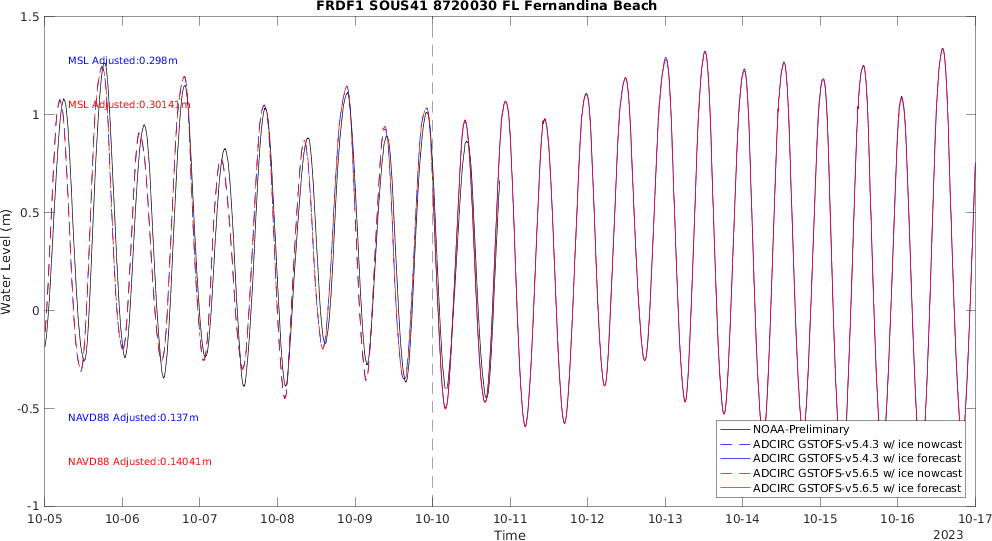 FRDF1 SOUS41 8720030 FL Fernandina Beach
1.5
1
0.5
0
-0.5
-1
Water Level (m)
MSL Adjusted:0.298m
MSL Adjusted:0.30141m
NAVD88 Adjusted:0.137m
NAVD88 Adjusted:0.14041m
NOAA-Preliminary
ADCIRC GSTOFS-v5.4.3 w/ ice nowcast
ADCIRC GSTOFS-v5.4.3 w/ ice forecast
ADCIRC GSTOFS-v5.6.5 w/ ice nowcast
ADCIRC GSTOFS-v5.6.5 w/ ice forecast
10-05 10-06 10-07 10-08 10-09 10-10 10-11 10-12 10-13 10-14 10-15 10-16 10-17
Time
2023